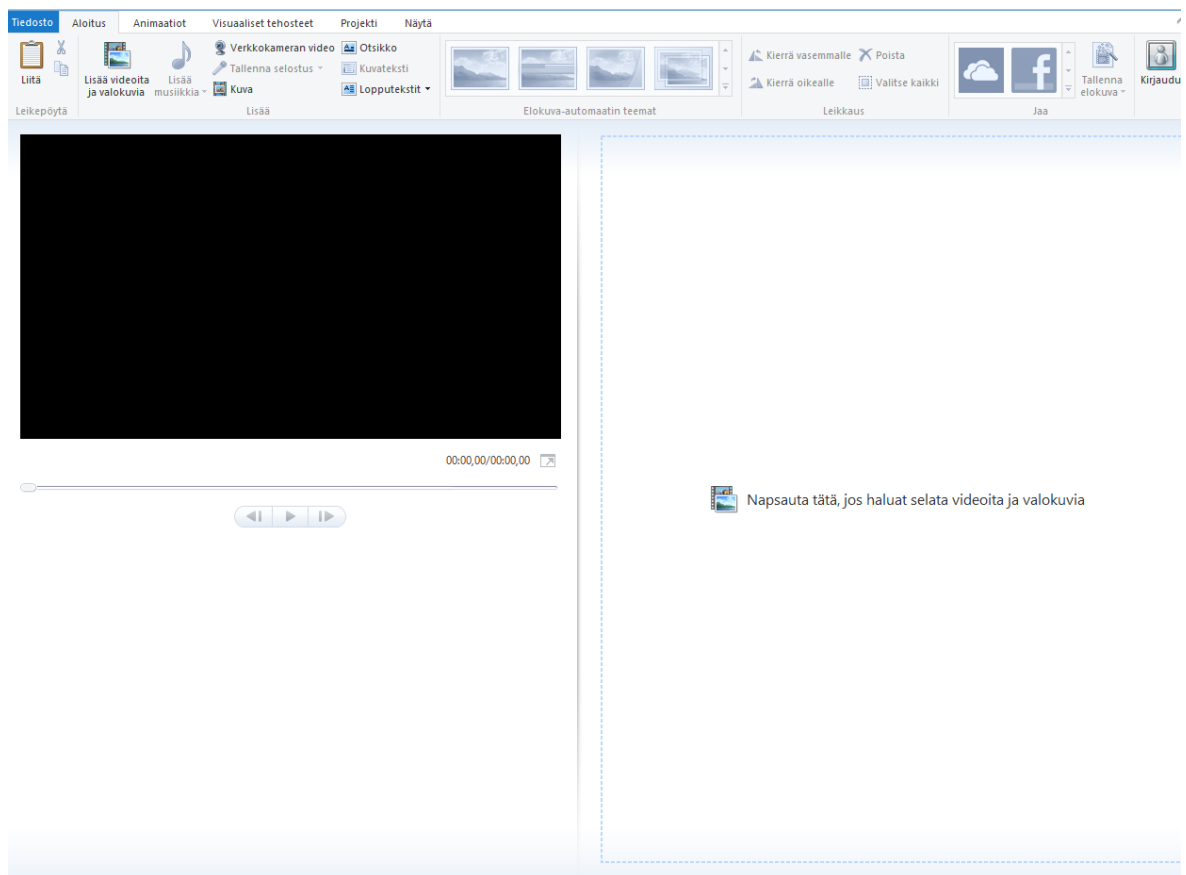 Tiedosto Aloitus Animaatiot Visuaaliset tehosteet Projekti Näytä
Liitä
Leikepöytä
Lisää videoita
ja valokuvia
Lisää
musiikkia
Verkkokameran video
Tallenna selostus
Kuva
Otsikko
Kuvateksti
Lopputekstit
Lisää
Elokuva-automaatin teemat
Kierrä vasemmalle
Kierrä oikealle
Poista
Valitse kaikki
Leikkaus
Jaa
Tallenna
elokuva
Kirjaudu
00:00,00/00:00,00
Napsauta tätä, jos haluat selata videoita ja valokuvia